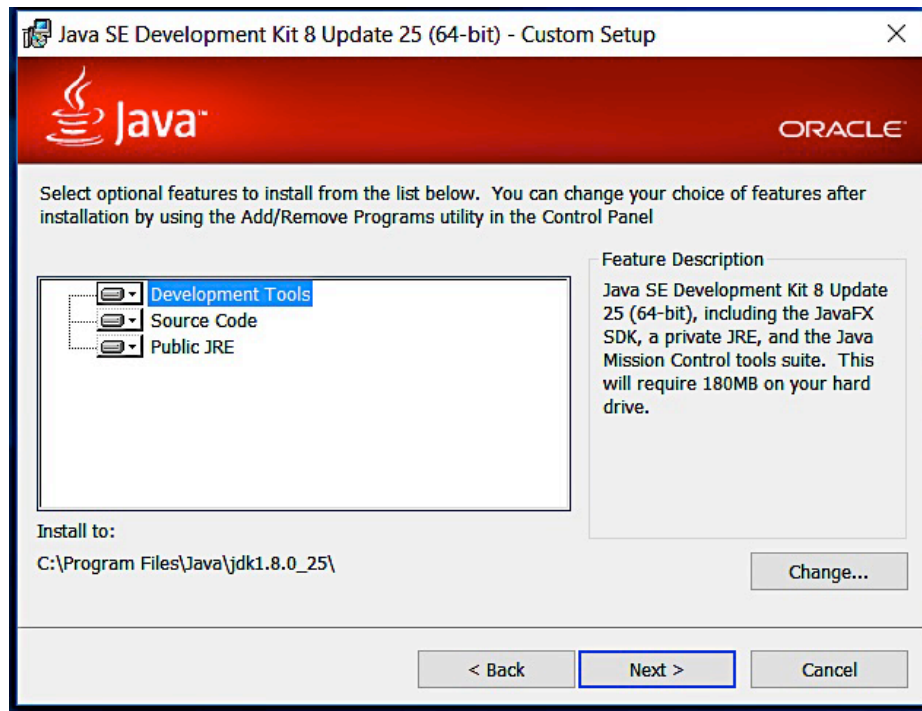 Java SE Development Kit 8 Update 25 (64-bit) - Custom Setup
Java™
ORACLE
Select optional features to install from the list below.  You can change your choice of features after
installation by using the Add/Remove Programs utility in the Control Panel
Development Tools
Source Code
Public JRE
Feature Description
Java SE Development Kit 8 Update
25 (64-bit), including the JavaFX
SDK, a private JRE, and the Java
Mission Control tools suite.  This
will require 180MB on your hard
drive.
Install to:
C:\Program Files\Java\jdk1.8.0_25\
Change...
< Back
Next >
Cancel